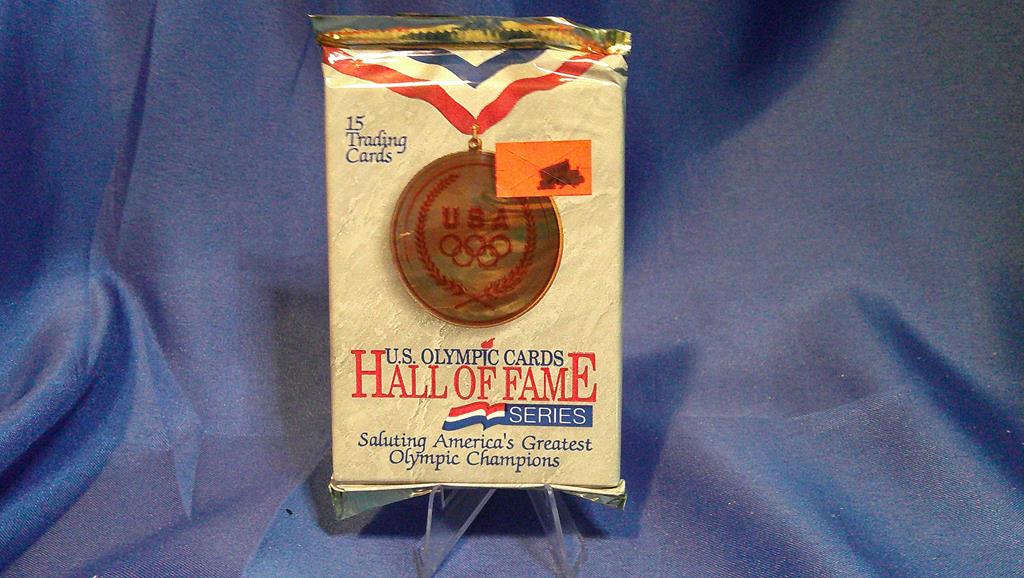 15
Trading
Cards
USA
U.S. OLYMPIC CARDS
HALL OF FAME
SERIES
Saluting America's Greatest
Olympic Champions